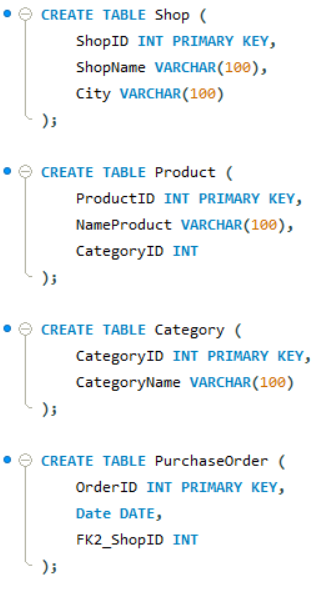 CREATE TABLE Shop (
ShopID INT PRIMARY KEY,
ShopName VARCHAR(100),
City VARCHAR(100)
);
CREATE TABLE Product (
ProductID INT PRIMARY KEY,
NameProduct VARCHAR(100),
CategoryID INT
);
CREATE TABLE Category (
CategoryID INT PRIMARY KEY,
CategoryName VARCHAR(100)
);
CREATE TABLE PurchaseOrder (
OrderID INT PRIMARY KEY,
Date DATE,
FK2_ShopID INT
);